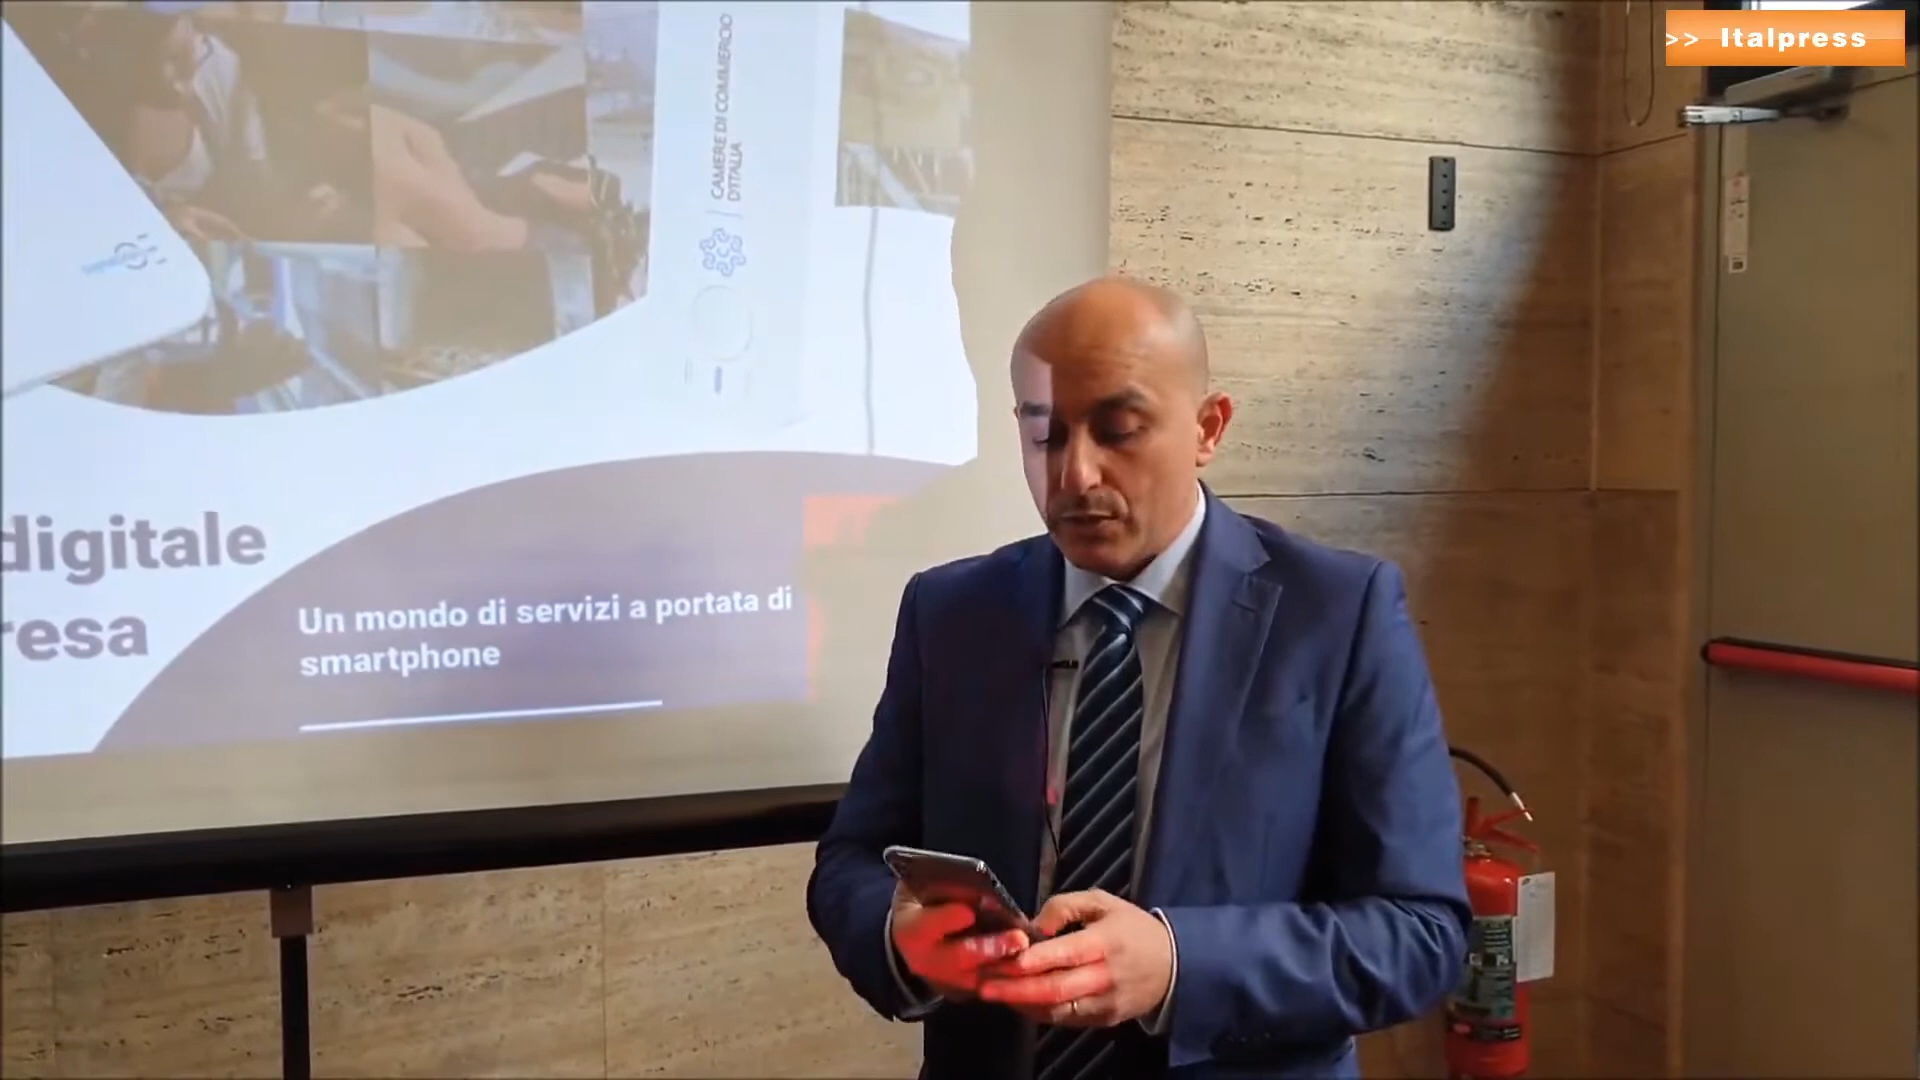 >> Italpress
CAMERE DI COMMERCIO
D'ITALIA
digitale
resa
Un mondo di servizi a portata di
smartphone